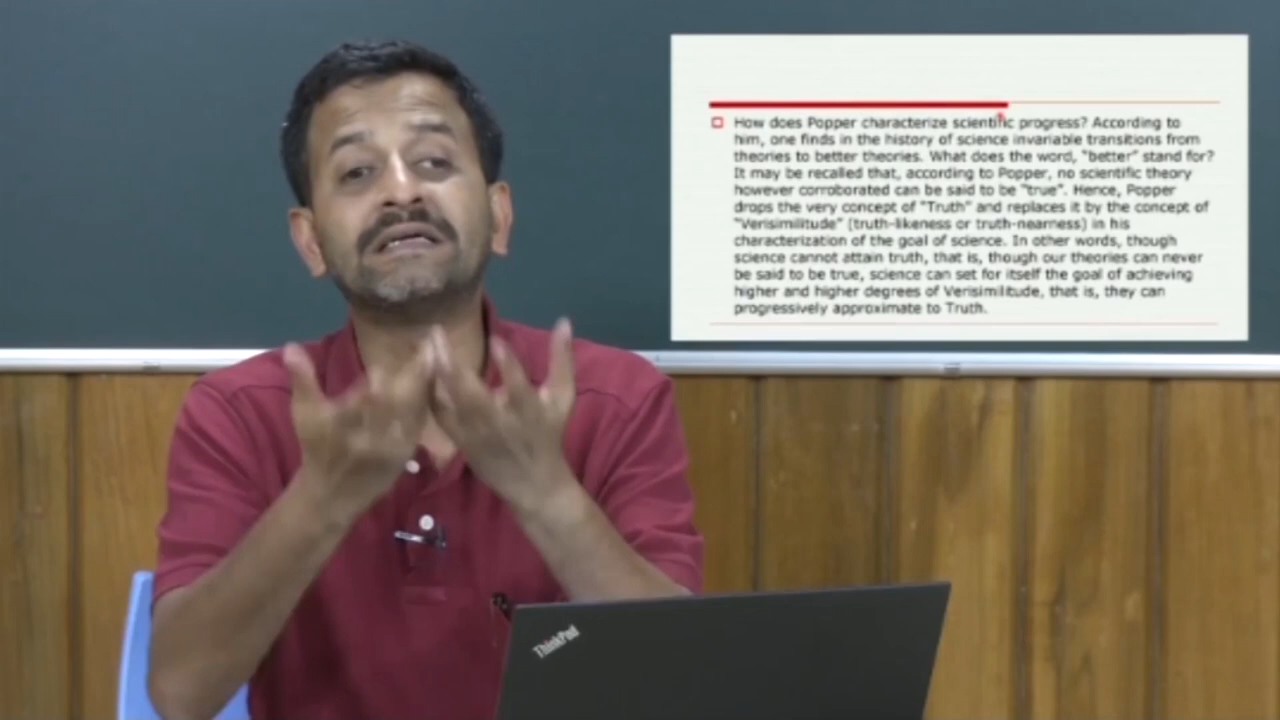 How does Popper characterize scientific progress? According to
him, one finds in the history of science invariable transitions from
theories to better theories. What does the word, "better" stand for?
It may be recalled that, according to Popper, no scientific theory
however corroborated can be said to be "true". Hence, Popper
drops the very concept of "Truth" and replaces it by the concept of
"Verisimilitude" (truth-likeness or truth-nearness) in his
characterization of the goal of science. In other words, though
science cannot attain truth, that is, though our theories can never
be said to be true, science can set for itself the goal of achieving
higher and higher degrees of Verisimilitude, that is, they can
progressively approximate to Truth.
ThinkPad